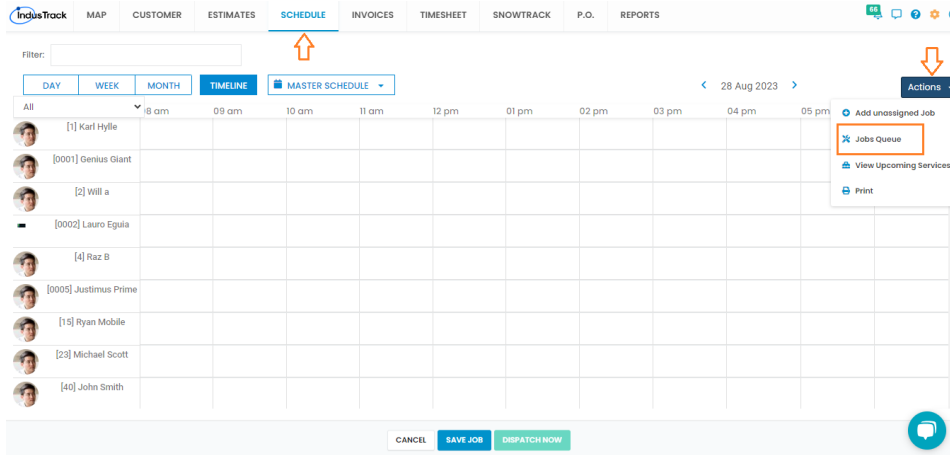 IndusTrack MAP CUSTOMER ESTIMATES SCHEDULE INVOICES TIMESHEET SNOWTRACK P.O. REPORTS 66
Filter:
DAY WEEK MONTH TIMELINE MASTER SCHEDULE 28 Aug 2023 Actions
All 08 am 09 am 10 am 11 am 12 pm 01 pm 02 pm 03 pm 04 pm 05 pm
Add unassigned Job
Jobs Queue
View Upcoming Services
Print
[1] Karl Hylle
[0001] Genius Giant
[2] Will a
[0002] Lauro Eguia
[4] Raz B
[0005] Justimus Prime
[15] Ryan Mobile
[23] Michael Scott
[40] John Smith
CANCEL SAVE JOB DISPATCH NOW